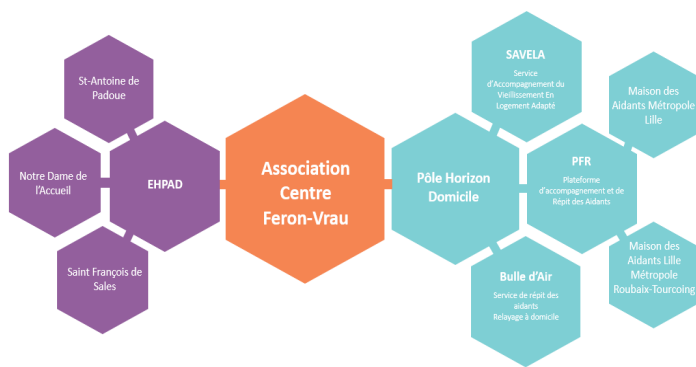 St-Antoine de
Padoue
Notre Dame de
l'Accueil
Saint François de
Sales
EHPAD
Association
Centre
Feron-Vrau
Pôle Horizon
Domicile
SAVELA
Service
d'Accompagnement du
Vieillissement En
Logement Adapté
PFR
Plateforme
d'accompagnement et de
Répit des Aidants
Bulle d'Air
Service de répit des
aidants
Relayage à domicile
Maison des
Aidants Métropole
Lille
Maison des
Aidants Lille
Métropole
Roubaix-Tourcoing